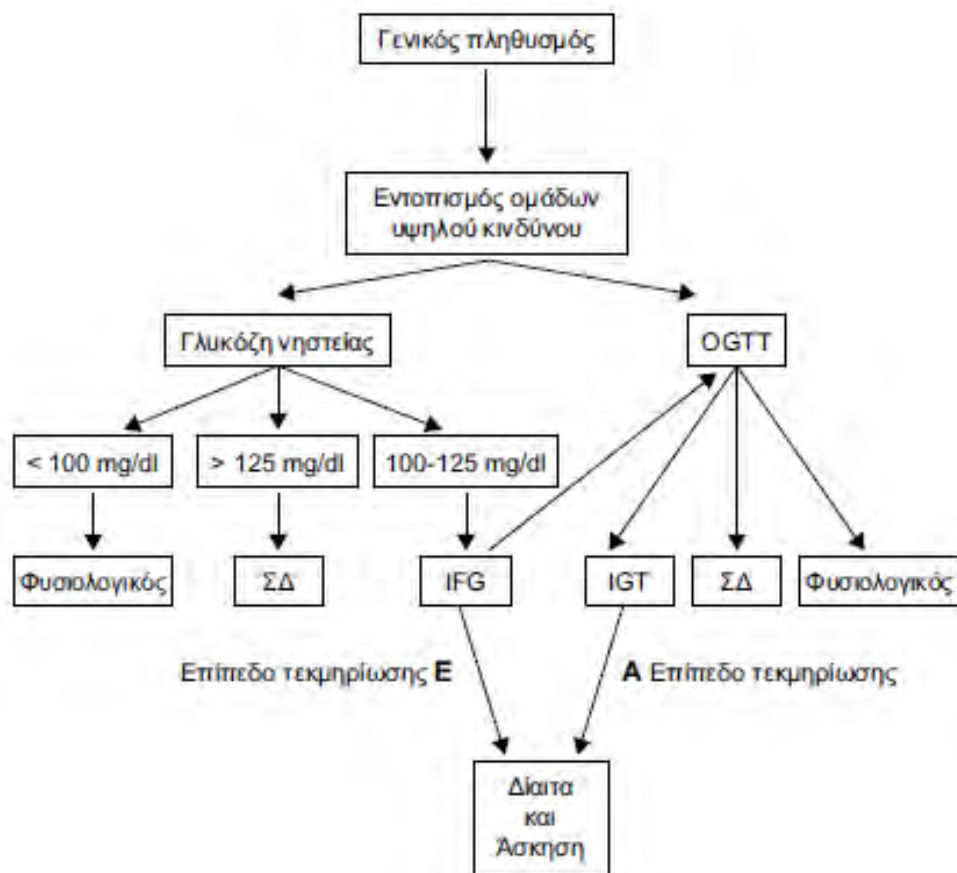 Γενικός πληθυσμός
Εντοπισμός ομάδων
υψηλού κινδύνου
Γλυκόζη νηστείας
OGTT
< 100 mg/dl
> 125 mg/dl
100-125 mg/dl
Φυσιολογικός
ΣΔ
IFG
IGT
ΣΔ
Φυσιολογικός
Επίπεδο τεκμηρίωσης E
A Επίπεδο τεκμηρίωσης
Δίαιτα
και
Άσκηση